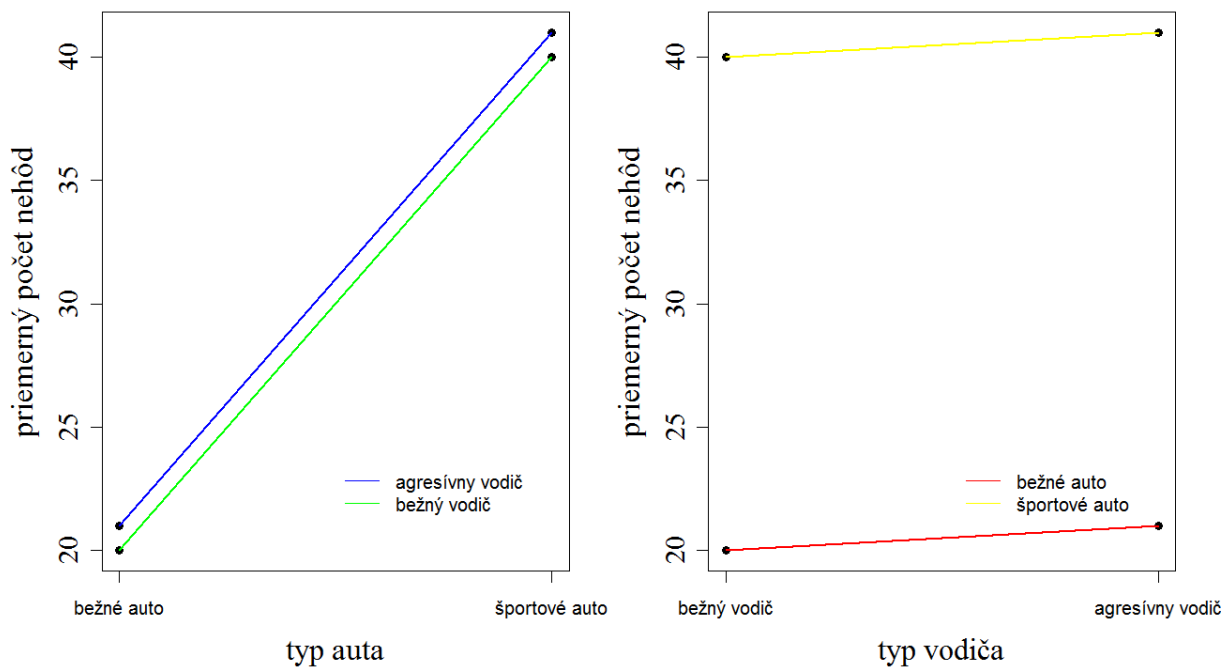 priemerný počet nehôd
40
35
30
25
20
agresívny vodič
bežný vodič
bežné auto
športové auto
typ auta
priemerný počet nehôd
40
35
30
25
20
bežné auto
športové auto
bežný vodič
agresívny vodič
typ vodiča